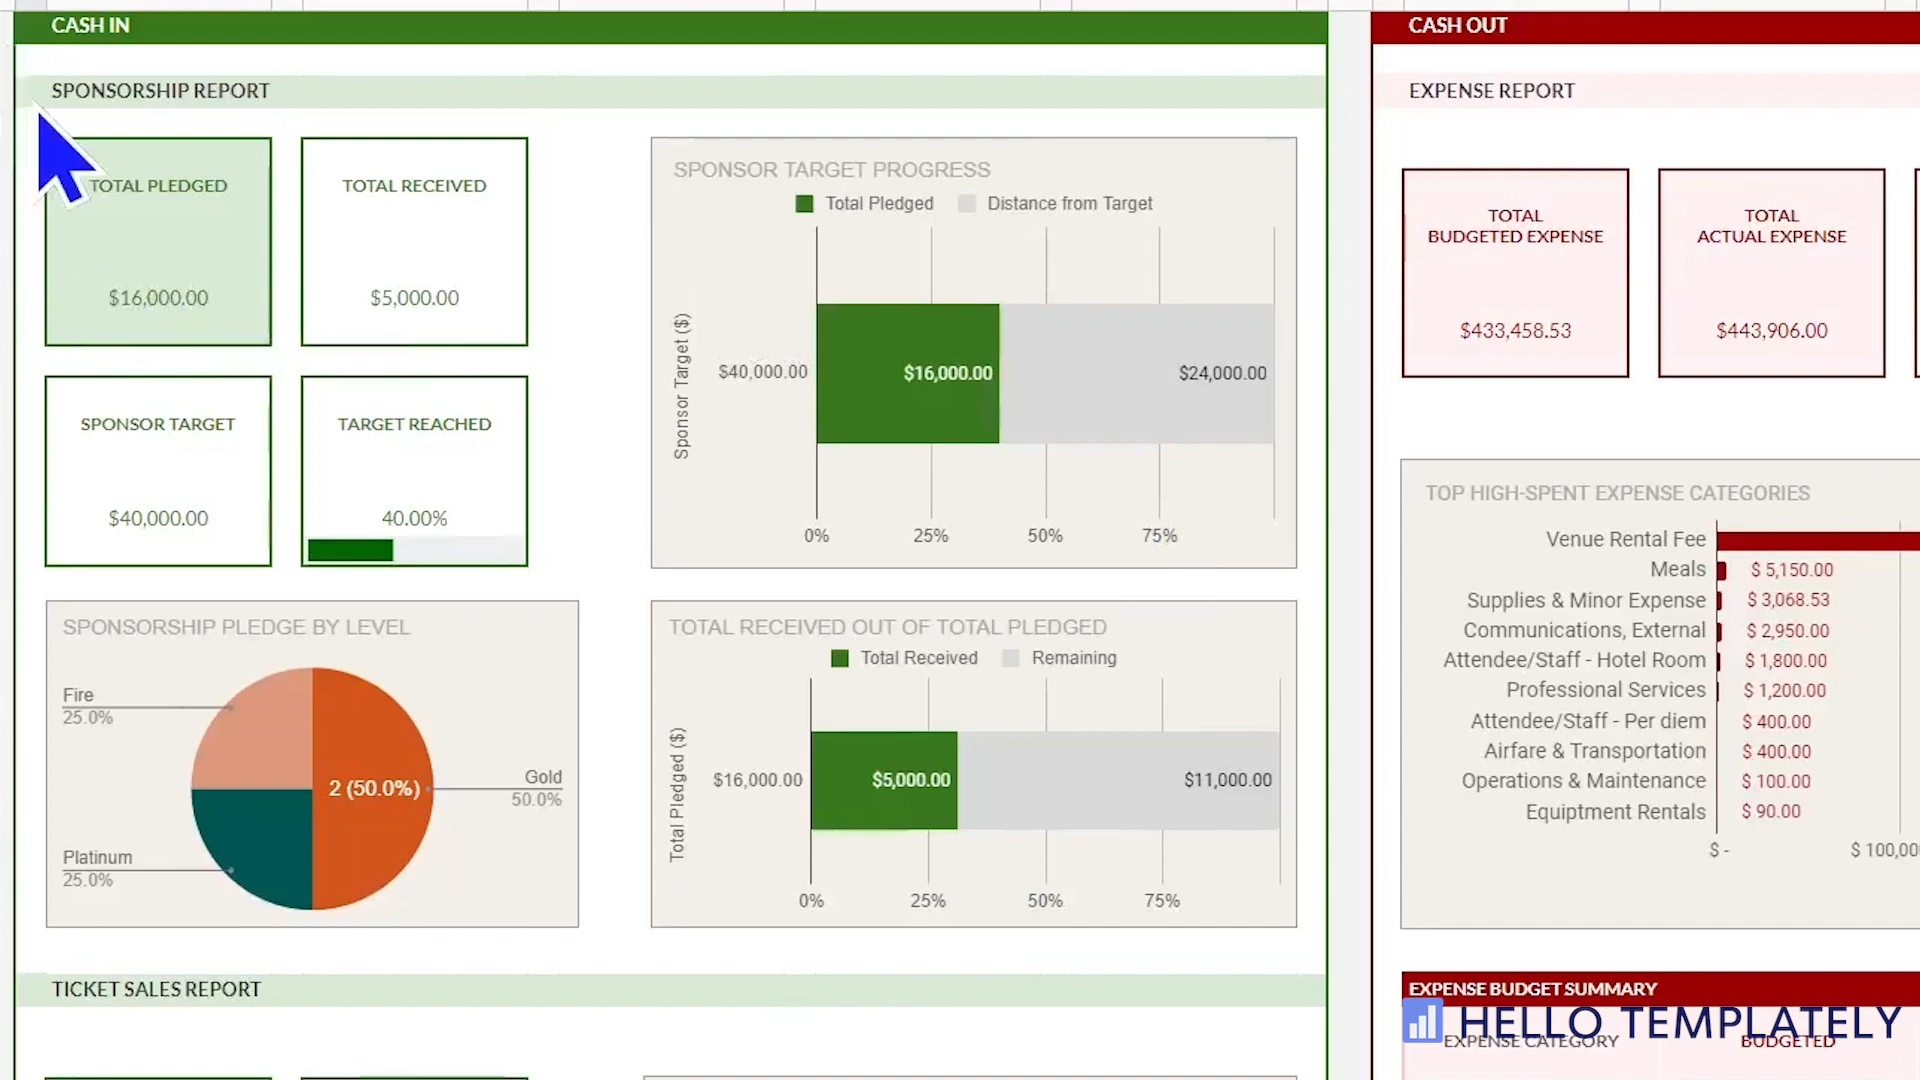 CASH IN
SPONSORSHIP REPORT
TOTAL PLEDGED
$16,000.00
TOTAL RECEIVED
$5,000.00
SPONSOR TARGET
$40,000.00
TARGET REACHED
40.00%
SPONSOR TARGET PROGRESS
Total Pledged
Distance from Target
Sponsor Target ($)
$40,000.00
$16,000.00
$24,000.00
0%
25%
50%
75%
SPONSORSHIP PLEDGE BY LEVEL
Fire
25.0%
2 (50.0%)
Gold
50.0%
Platinum
25.0%
TOTAL RECEIVED OUT OF TOTAL PLEDGED
Total Received
Remaining
Total Pledged ($)
$16,000.00
$5,000.00
$11,000.00
0%
25%
50%
75%
TICKET SALES REPORT
CASH OUT
EXPENSE REPORT
TOTAL
BUDGETED EXPENSE
$433,458.53
TOTAL
ACTUAL EXPENSE
$443,906.00
TOP HIGH-SPENT EXPENSE CATEGORIES
Venue Rental Fee
Meals $ 5,150.00
Supplies & Minor Expense $ 3,068.53
Communications, External $ 2,950.00
Attendee/Staff - Hotel Room $ 1,800.00
Professional Services $ 1,200.00
Attendee/Staff - Per diem $ 400.00
Airfare & Transportation $ 400.00
Operations & Maintenance $ 100.00
Equiptment Rentals $ 90.00
$ -
$ 100,00
EXPENSE BUDGET SUMMARY
HELLO TEMPLATELY
EXPENSE CATEGORY
BUDGETED